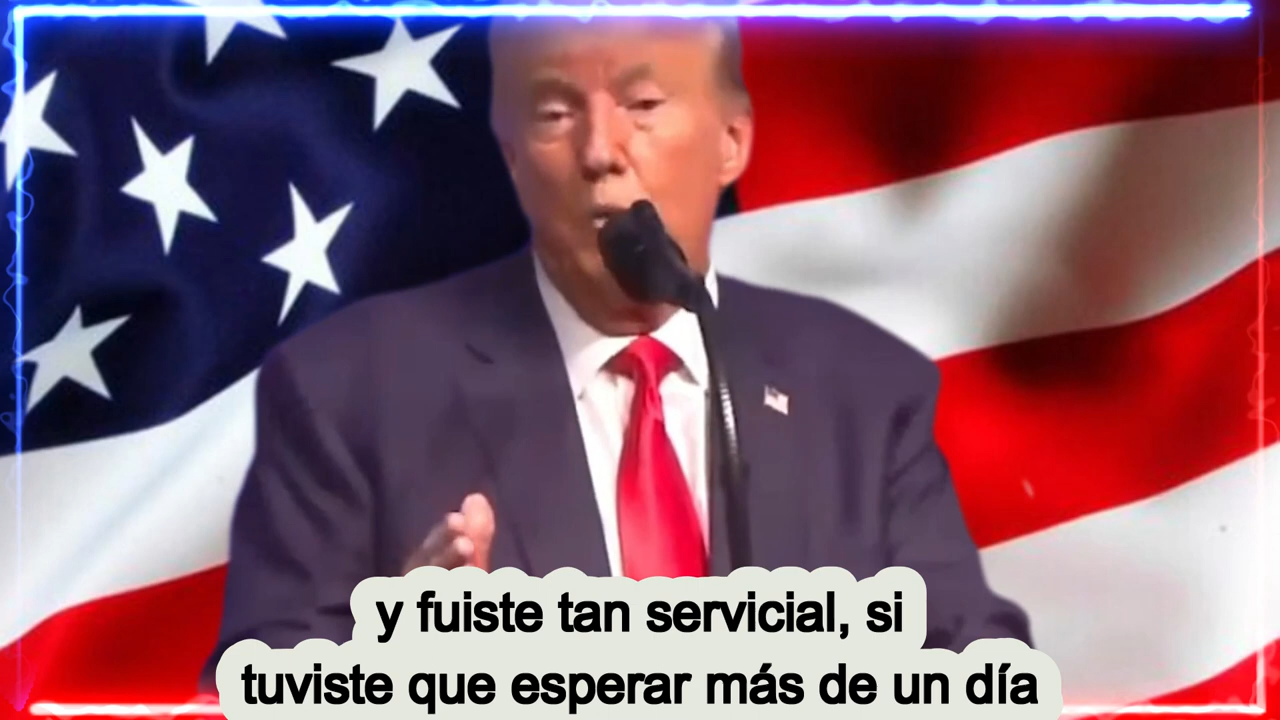 y fuiste tan servicial, si
tuviste que esperar más de un día